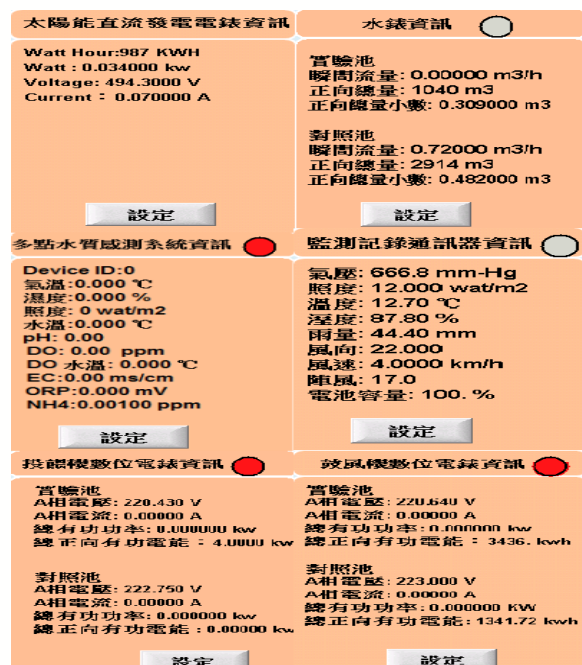 太陽能直流發電電錶資訊
Watt Hour:987 KWH
Watt : 0.034000 kw
Voltage: 494.3000 V
Current： 0.070000 A
設定
水錶資訊
實驗池
瞬間流量: 0.00000 m3/h
正向總量: 1040 m3
正向總量小數: 0.309000 m3
對照池
瞬間流量: 0.72000 m3/h
正向總量: 2914 m3
正向總量小數: 0.482000 m3
設定
多點水質感測系統資訊
Device ID:0
氣溫:0.000 ℃
濕度:0.000 %
照度: 0 wat/m2
水溫:0.000 ℃
pH: 0.00
DO: 0.00 ppm
DO 水溫: 0.000 ℃
EC:0.00 ms/cm
ORP:0.000 mV
NH4:0.00100 ppm
設定
監測記錄通訊器資訊
氣壓: 666.8 mm-Hg
照度: 12.000 wat/m2
溫度: 12.70 ℃
溼度: 87.80 %
雨量: 44.40 mm
風向: 22.000
風速: 4.0000 km/h
陣風: 17.0
電池容量: 100. %
設定
投餵機數位電錶資訊
實驗池
A相電壓: 220.430 V
A相電流: 0.00000 A
總有功功率: 0.000000 kw
總正向有功電能：4.0000 kw
對照池
A相電壓: 222.750 V
A相電流: 0.00000 A
總有功功率: 0.000000 kw
總正向有功電能 : 0.00000 kw
設定
鼓風機數位電錶資訊
實驗池
A相電壓: 220.640 V
A相電流: 0.00000 A
總有功功率: 0.000000 kw
總正向有功電能： 3436. kwh
對照池
A相電壓: 223.000 V
A相電流: 0.00000 A
總有功功率: 0.000000 KW
總正向有功電能 :1341.72 kwh
設定